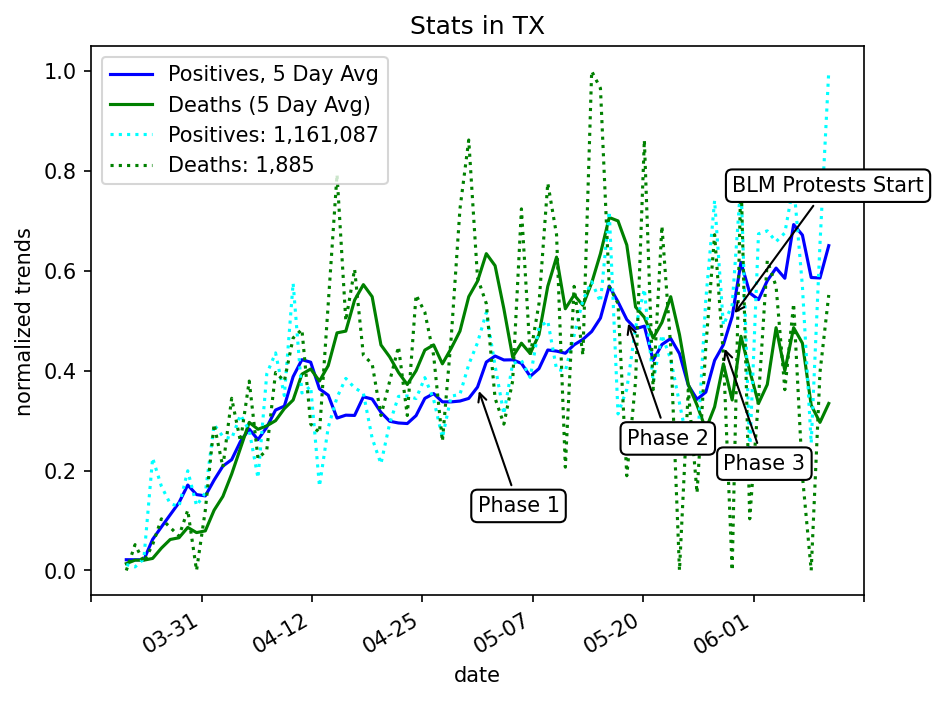 Stats in TX
1.0
0.8
0.6
0.4
0.2
0.0
normalized trends
Positives, 5 Day Avg
Deaths (5 Day Avg)
Positives: 1,161,087
Deaths: 1,885
BLM Protests Start
Phase 2
Phase 3
Phase 1
03-31
04-12
04-25
05-07
05-20
06-01
date